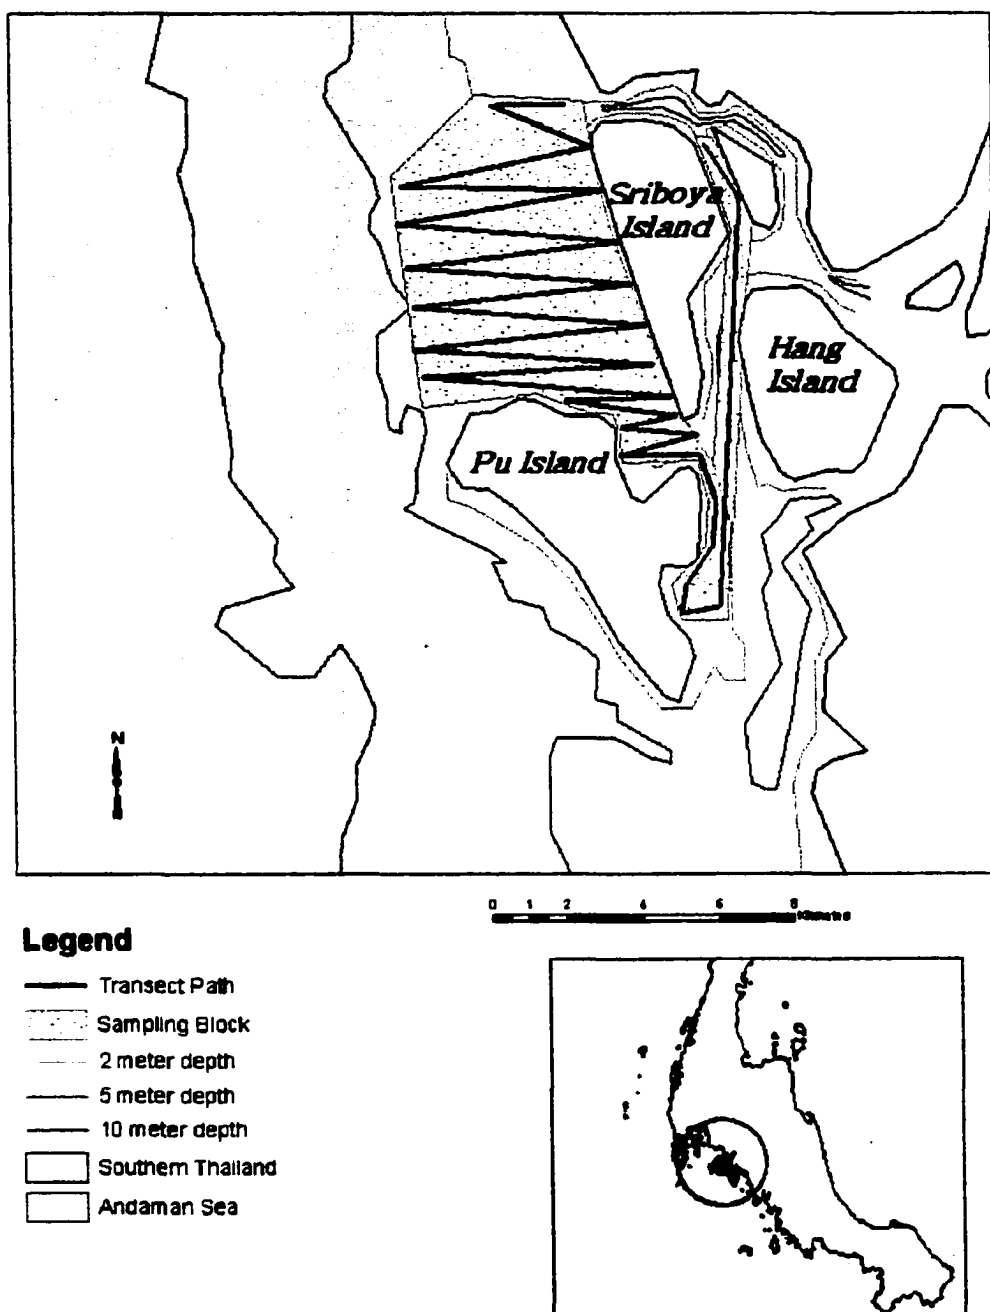 Sriboya
Island
Hang
Island
Pu Island
N
0 1 2 4 6 8
Legend
Transect Path
Sampling Block
2 meter depth
5 meter depth
10 meter depth
Southern Thailand
Andaman Sea